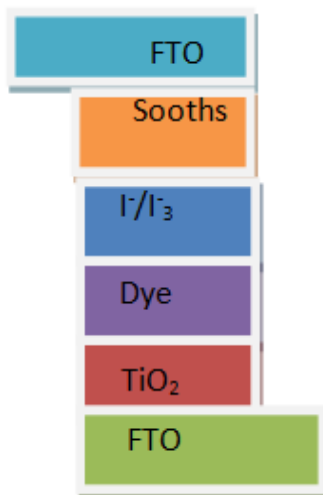 FTO
Sooths
I⁻/I⁻₃
Dye
TiO₂
FTO